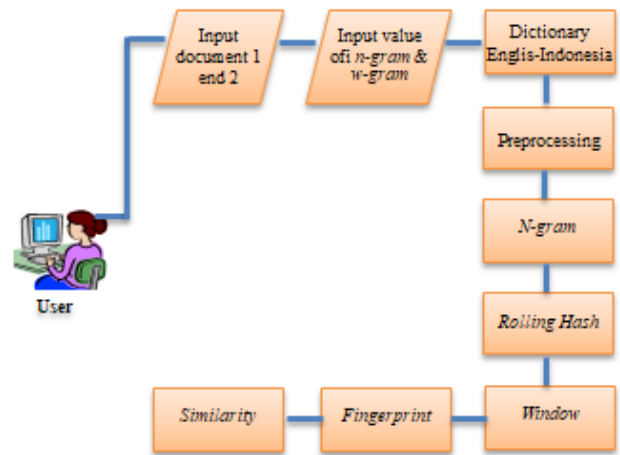 Input
document 1
end 2
Input value
ofi n-gram &
w-gram
Dictionary
Englis-Indonesia
Preprocessing
N-gram
Rolling Hash
Window
Fingerprint
Similarity
User